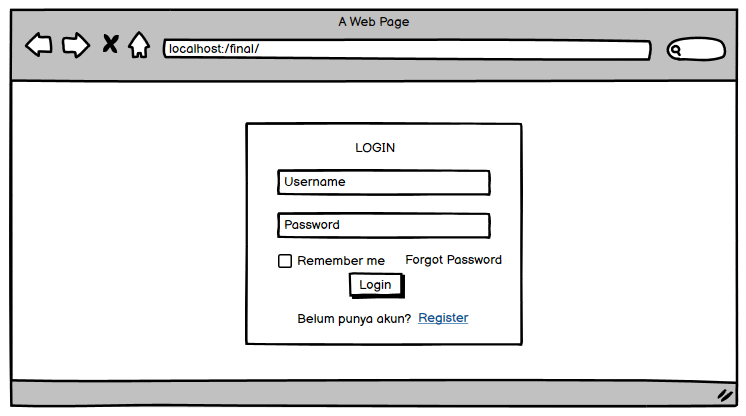 A Web Page
localhost:/final/
LOGIN
Username
Password
Remember me Forgot Password
Login
Belum punya akun? Register